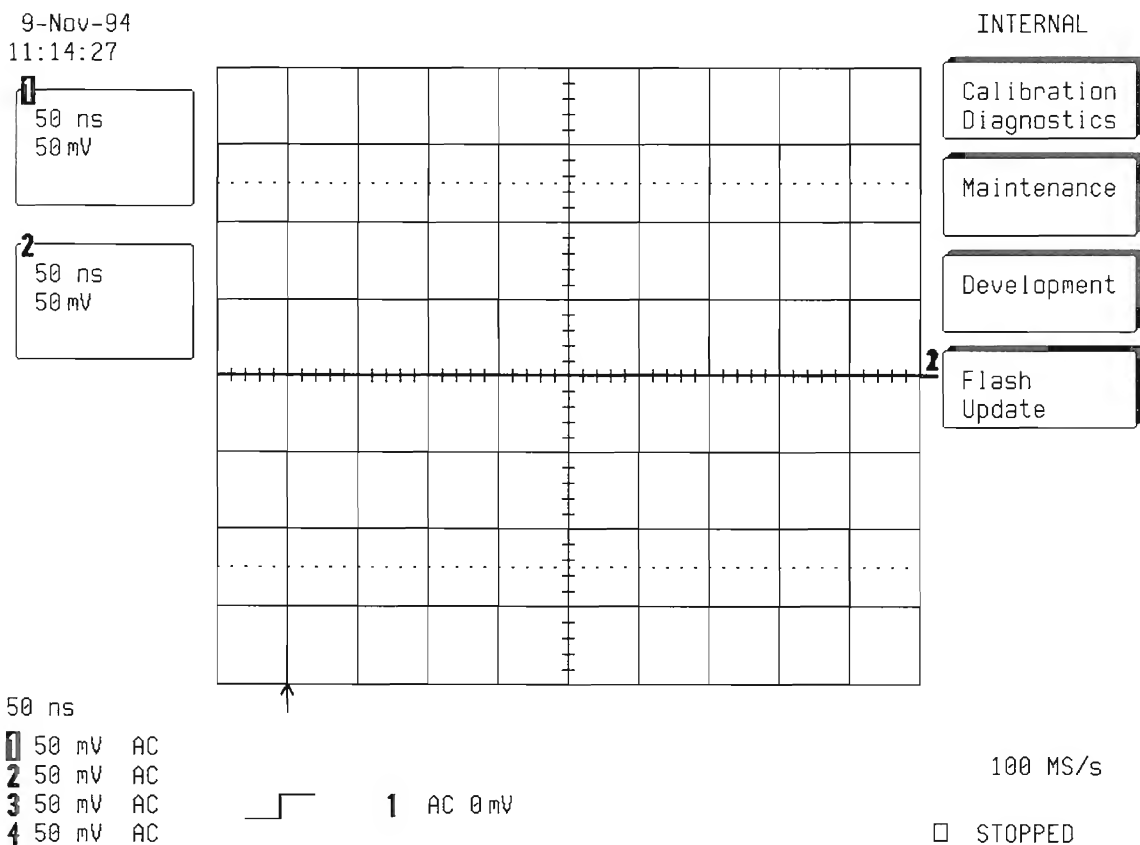 9-Nov-94
11:14:27
INTERNAL
1
50 ns
50 mV
2
50 ns
50 mV
Calibration
Diagnostics
Maintenance
Development
2
Flash
Update
50 ns
1 50 mV AC
2 50 mV AC
3 50 mV AC
4 50 mV AC
1 AC 0 mV
100 MS/s
STOPPED